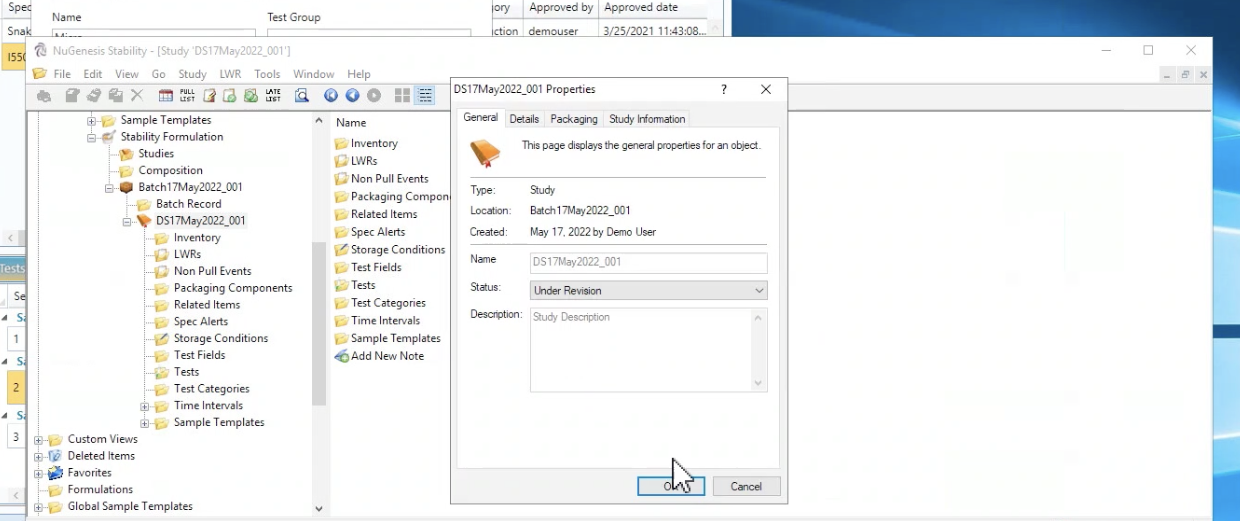 Spec
Name
Test Group
gory
Approved by
Approved date
Snak
Micro
ction
demouser
3/25/2021 11:43:08...
I550
NuGenesis Stability - [Study 'DS17May2022_001']
File Edit View Go Study LWR Tools Window Help
PULL LIST
LATE LIST
DS17May2022_001 Properties
General Details Packaging Study Information
This page displays the general properties for an object.
Type: Study
Location: Batch17May2022_001
Created: May 17, 2022 by Demo User
Name DS17May2022_001
Status: Under Revision
Description: Study Description
Cancel
Sample Templates
Stability Formulation
Studies
Composition
Batch17May2022_001
Batch Record
DS17May2022_001
Inventory
LWRs
Non Pull Events
Packaging Components
Related Items
Spec Alerts
Storage Conditions
Test Fields
Tests
Test Categories
Time Intervals
Sample Templates
Custom Views
Deleted Items
Favorites
Formulations
Global Sample Templates
Name
Inventory
LWRs
Non Pull Events
Packaging Compon
Related Items
Spec Alerts
Storage Conditions
Test Fields
Tests
Test Categories
Time Intervals
Sample Templates
Add New Note
Tests
Se
Sa
1
Sa
2
Sa
3